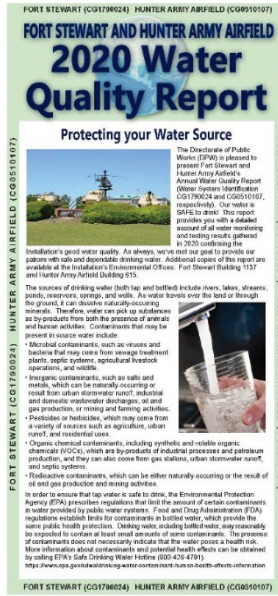 FORT STEWART (CG1790024) HUNTER ARMY AIRFIELD (CG0510107)
FORT STEWART AND HUNTER ARMY AIRFIELD
2020 Water
Quality Report
Protecting your Water Source
The Directorate of Public
Works (DPW) is pleased to
present Fort Stewart and
Hunter Army Airfield's
Annual Water Quality Report
(Water System Identification
CG1790024 and CG0510107,
respectively). Our water is
SAFE to drink! This report
provides you with a detailed
account of all water monitoring
and testing results gathered
in 2020 confirming the
Installation's good water quality. As always, we've met our goal to provide our
patrons with safe and dependable drinking water. Additional copies of this report are
available at the Installation's Environmental Offices: Fort Stewart Building 1137
and Hunter Army Airfield Building 615.
The sources of drinking water (both tap and bottled) include rivers, lakes, streams,
ponds, reservoirs, springs, and wells. As water travels over the land or through
the ground, it can dissolve naturally-occurring
minerals. Therefore, water can pick up substances
as by-products from both the presence of animals
and human activities. Contaminants that may be
present in source water include:
• Microbial contaminants, such as viruses and
bacteria that may come from sewage treatment
plants, septic systems, agricultural livestock
operations, and wildlife.
• Inorganic contaminants, such as salts and
metals, which can be naturally-occurring or
result from urban stormwater runoff, industrial
and domestic wastewater discharges, oil and
gas production, or mining and farming activities.
• Pesticides or herbicides, which may come from
a variety of sources such as agriculture, urban
runoff, and residential uses.
• Organic chemical contaminants, including synthetic and volatile organic
chemicals (VOCs), which are by-products of industrial processes and petroleum
production, and they can also come from gas stations, urban stormwater runoff,
and septic systems.
• Radioactive contaminants, which can be either naturally-occurring or the result of
oil and gas production and mining activities.
In order to ensure that tap water is safe to drink, the Environmental Protection
Agency (EPA) prescribes regulations that limit the amount of certain contaminants
in water provided by public water systems. Food and Drug Administration (FDA)
regulations establish limits for contaminants in bottled water, which provide the
same public health protection. Drinking water, including bottled water, may reasonably
be expected to contain at least small amounts of some contaminants. The presence
of contaminants does not necessarily indicate that the water poses a health risk.
More information about contaminants and potential health effects can be obtained
by calling EPA's Safe Drinking Water Hotline (800-426-4791).
https://www.epa.gov/sdwa/drinking-water-contaminant-human-health-effects-information
FORT STEWART (CG1790024) HUNTER ARMY AIRFIELD (CG0510107)
FORT STEWART (CG1790024) HUNTER ARMY AIRFIELD (CG0510107)